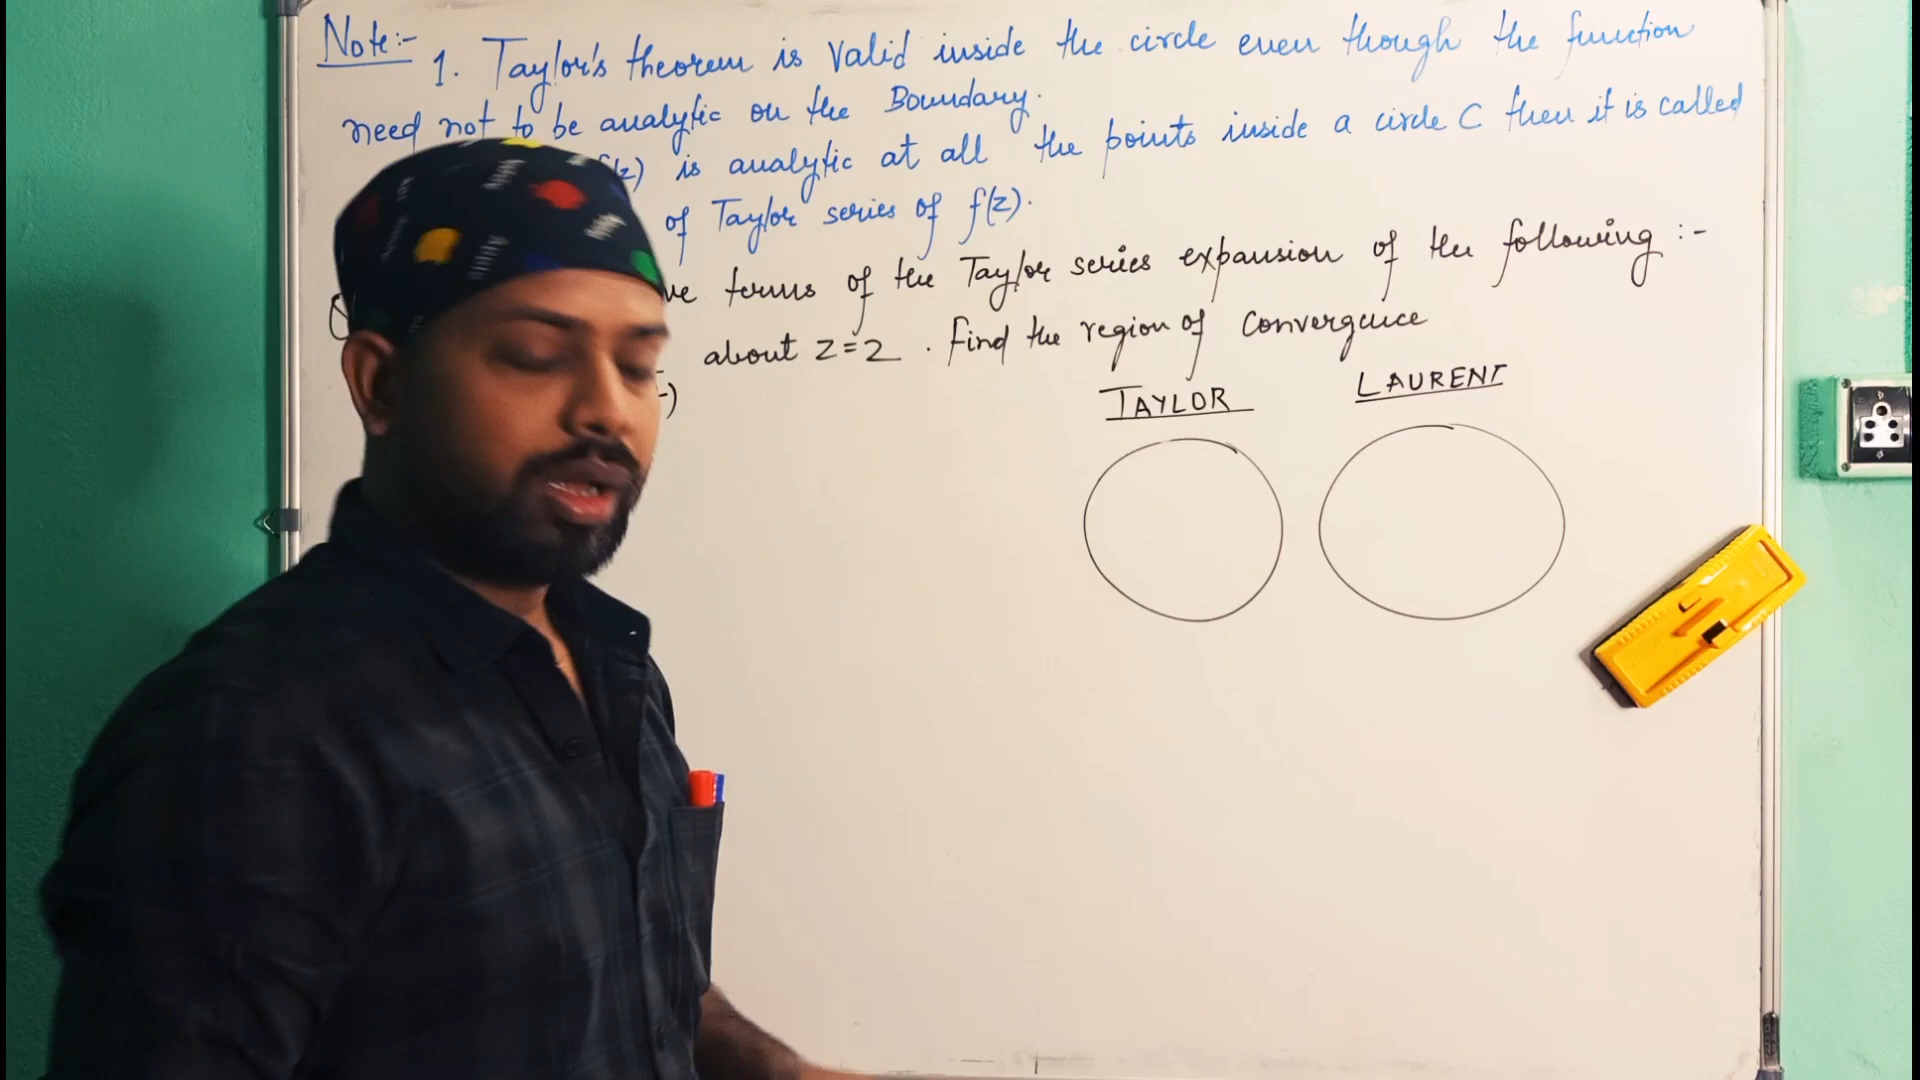 Note:-
1. Taylor's theorem is valid inside the circle even though the function
need not to be analytic on the Boundary.
(z) is analytic at all the points inside a circle C then it is called
of Taylor series of f(z).
terms of the Taylor series expansion of the following :-
about z=2 . Find the region of convergence
TAYLOR LAURENT